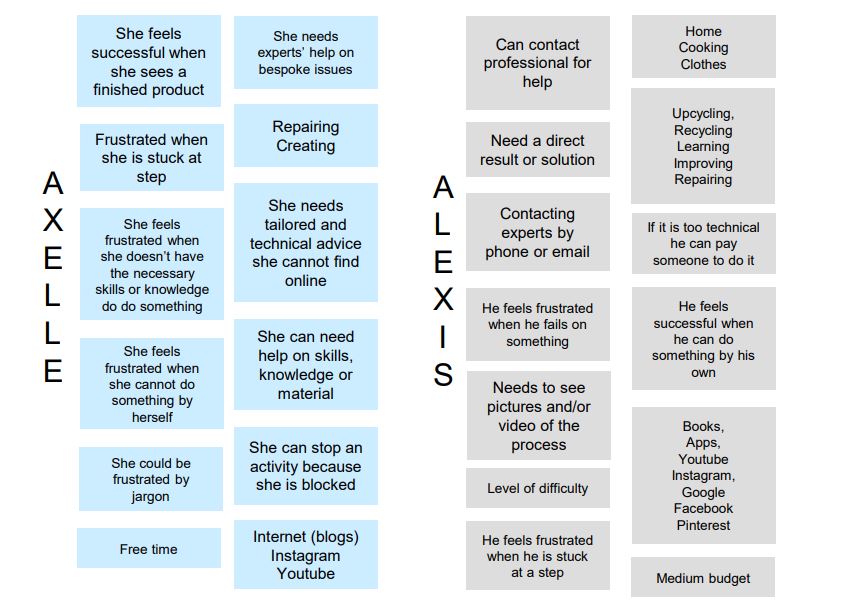 A
X
E
L
L
E
She feels
successful when
she sees a
finished product
Frustrated when
she is stuck at
step
She feels
frustrated when
she doesn't have
the necessary
skills or knowledge
do do something
She feels
frustrated when
she cannot do
something by
herself
She could be
frustrated by
jargon
Free time
She needs
experts' help on
bespoke issues
Repairing
Creating
She needs
tailored and
technical advice
she cannot find
online
She can need
help on skills,
knowledge or
material
She can stop an
activity because
she is blocked
Internet (blogs)
Instagram
Youtube
A
L
E
X
I
S
Can contact
professional for
help
Need a direct
result or solution
Contacting
experts by
phone or email
He feels frustrated
when he fails on
something
Needs to see
pictures and/or
video of the
process
Level of difficulty
He feels frustrated
when he is stuck
at a step
Home
Cooking
Clothes
Upcycling,
Recycling
Learning
Improving
Repairing
If it is too technical
he can pay
someone to do it
He feels
successful when
he can do
something by his
own
Books,
Apps,
Youtube
Instagram,
Google
Facebook
Pinterest
Medium budget